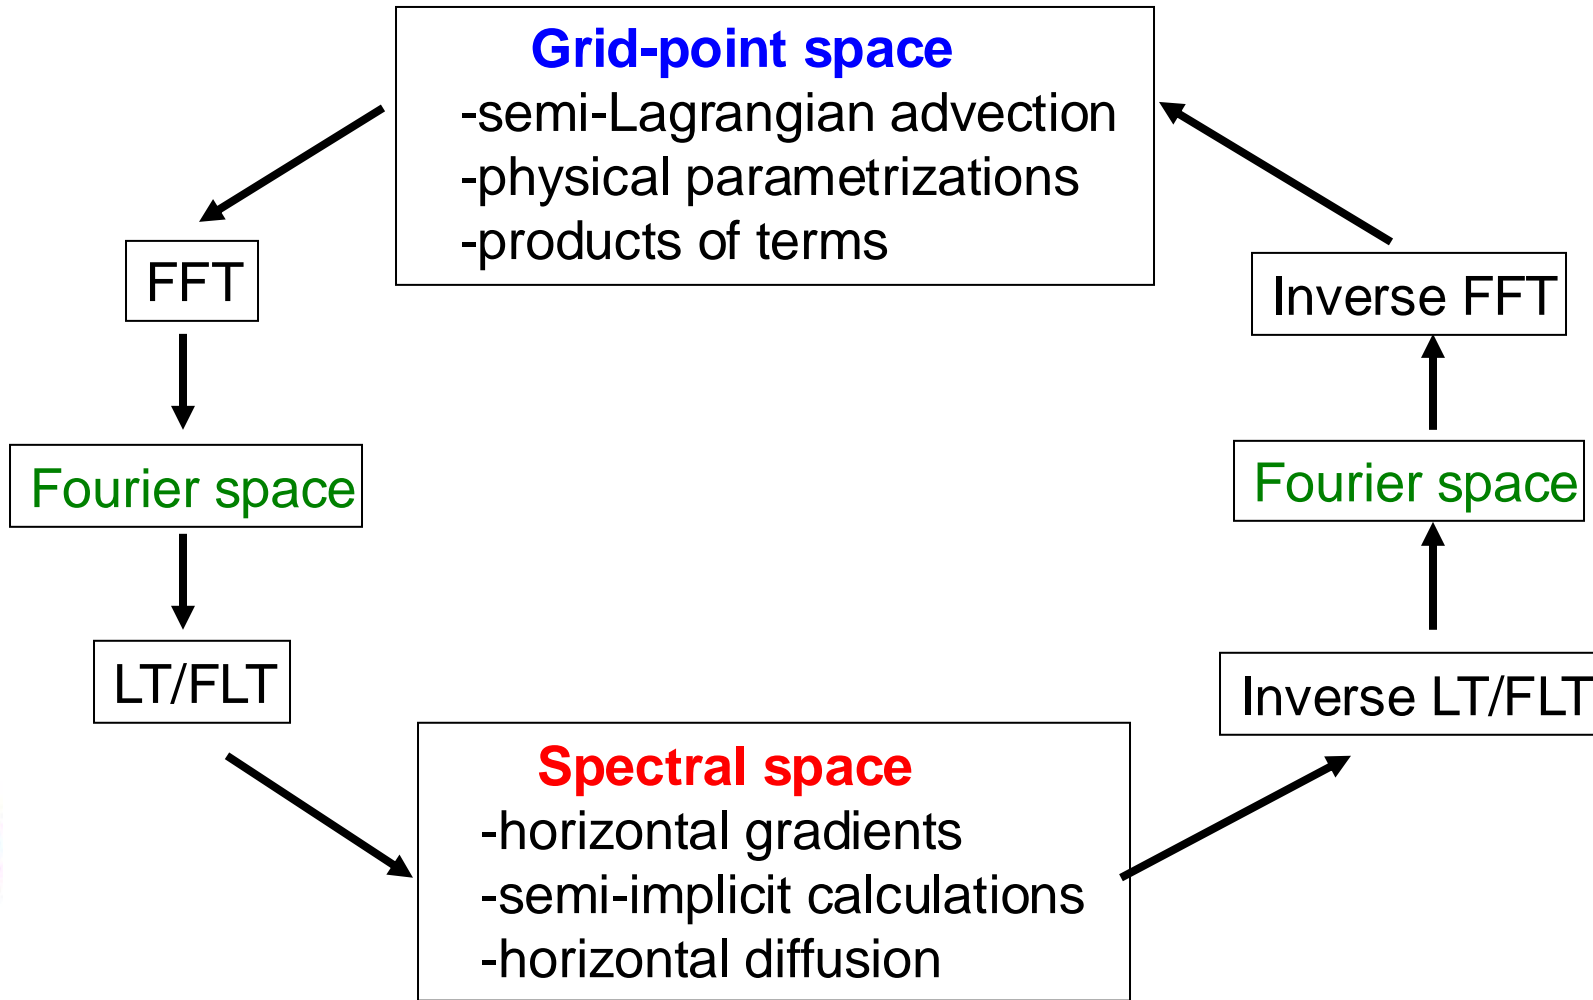 Grid-point space
-semi-Lagrangian advection
-physical parametrizations
-products of terms
FFT
Fourier space
LT/FLT
Spectral space
-horizontal gradients
-semi-implicit calculations
-horizontal diffusion
Inverse LT/FLT
Fourier space
Inverse FFT